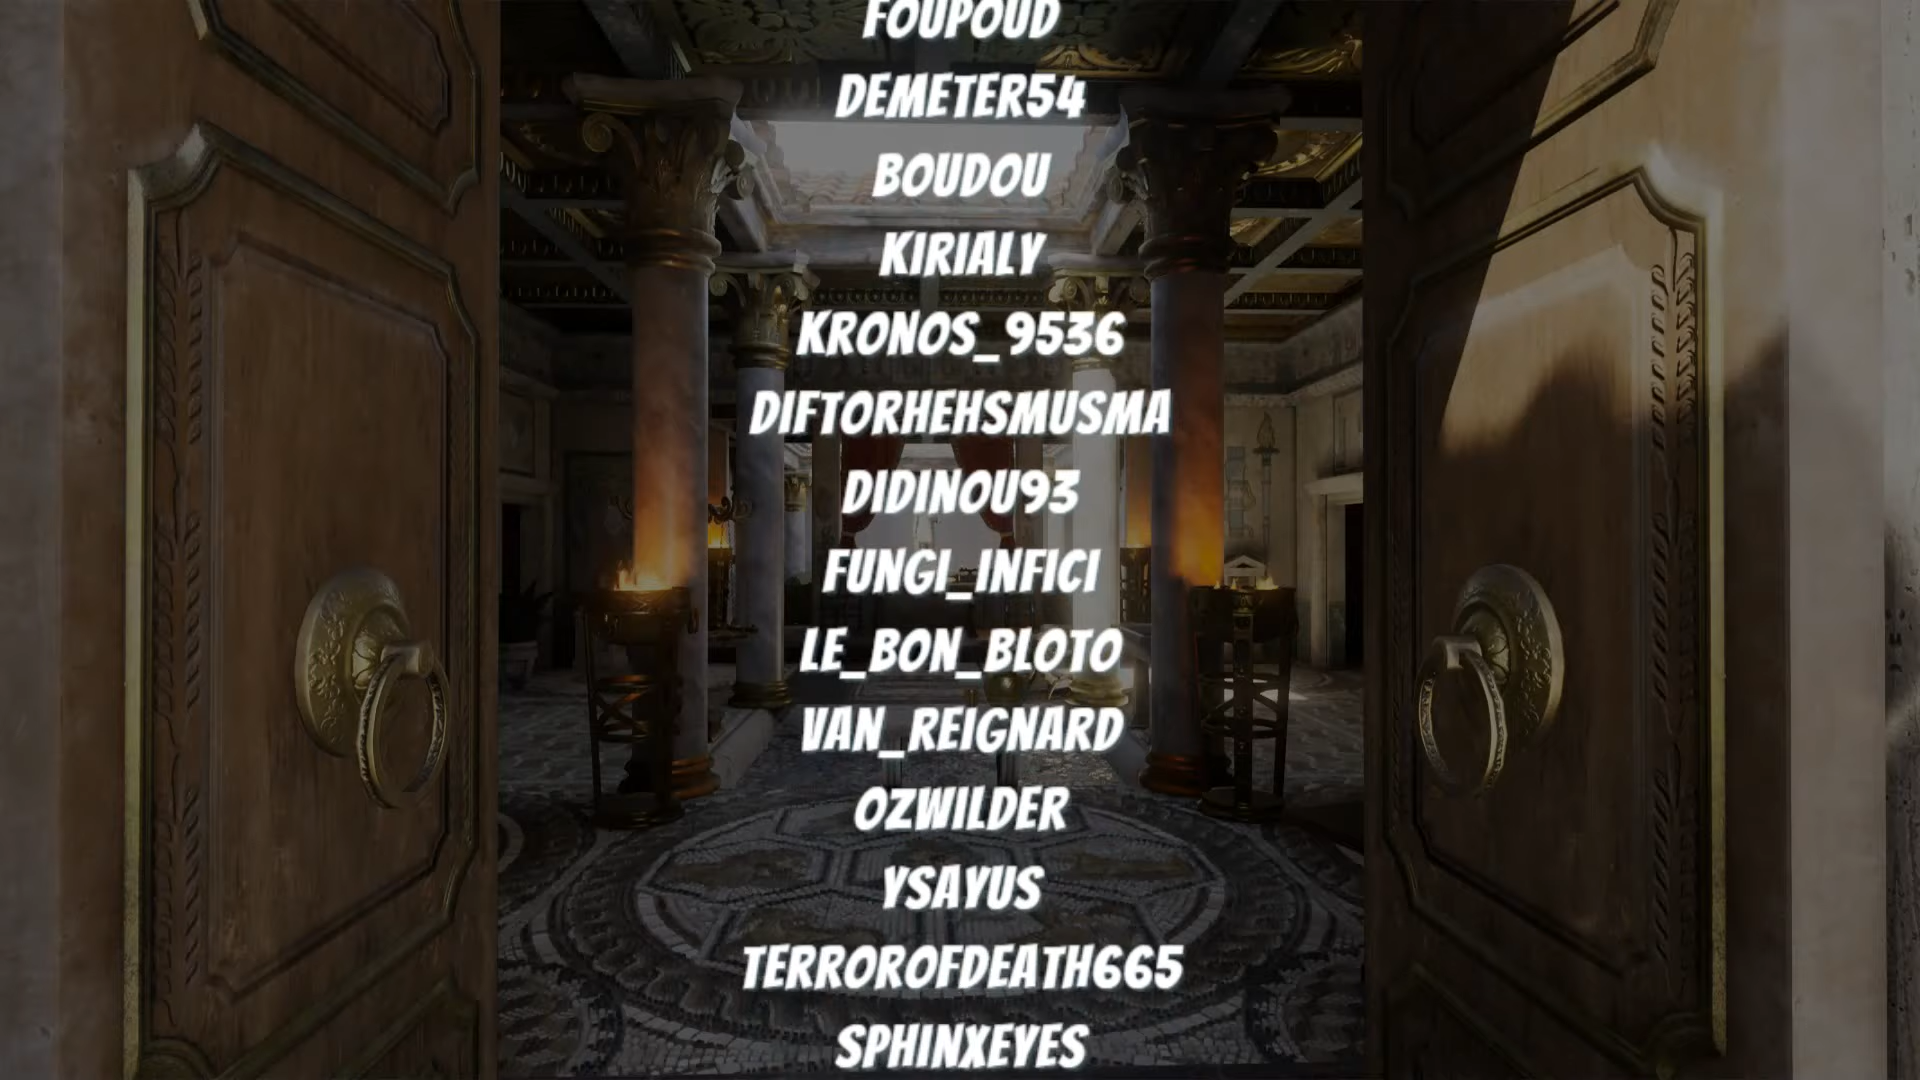 FOUPOUD
DEMETER54
BOUDOU
KIRIALY
KRONOS_9536
DIFTORHEHSMUSMA
DIDINOU93
FUNGI_INFICI
LE_BON_BLOTO
VAN_REIGNARD
OZWILDER
YSAYUS
TERROROFDEATH665
SPHINXEYES